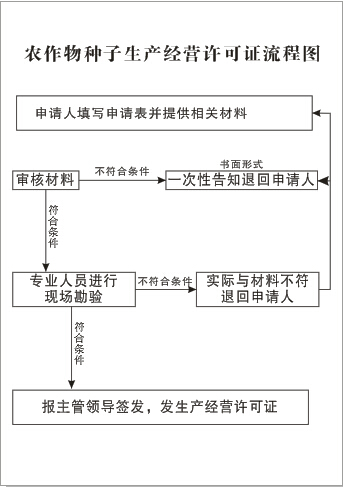 农作物种子生产经营许可证流程图
申请人填写申请表并提供相关材料
书面形式
审核材料
不符合条件
一次性告知退回申请人
符合条件
专业人员进行
现场勘验
不符合条件
实际与材料不符
退回申请人
符合条件
报主管领导签发，发生产经营许可证